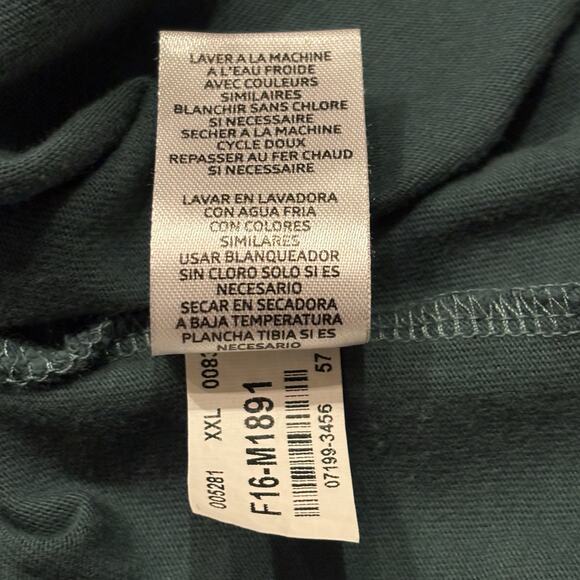 LAVER A LA MACHINE
A L'EAU FROIDE
AVEC COULEURS
SIMILAIRES
BLANCHIR SANS CHLORE
SI NECESSAIRE
SECHER A LA MACHINE
CYCLE DOUX
REPASSER AU FER CHAUD
SI NECESSAIRE
LAVAR EN LAVADORA
CON AGUA FRIA
CON COLORES
SIMILARES
USAR BLANQUEADOR
SIN CLORO SOLO SI ES
NECESARIO
SECAR EN SECADORA
A BAJA TEMPERATURA
PLANCHA TIBIA SI ES
NECESARIO
005281 XXL
F16-M1891
07199-3456 57